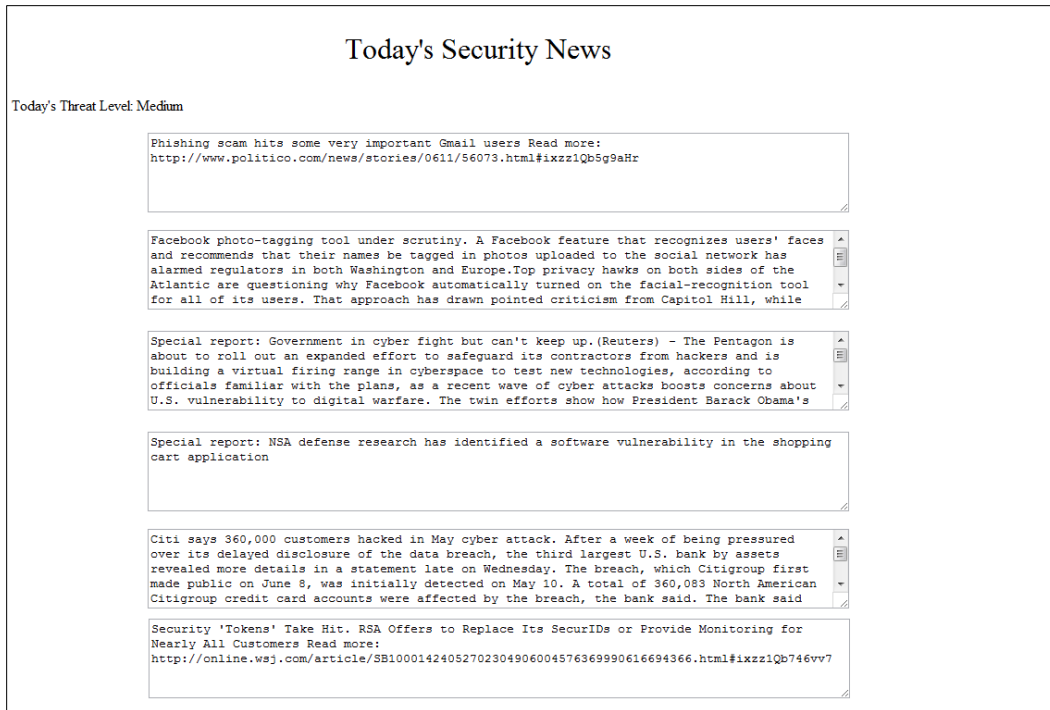 Today's Security News
Today's Threat Level: Medium
Phishing scam hits some very important Gmail users Read more:
http://www.politico.com/news/stories/0611/56073.html#ixzz1Qb5g9aHr
Facebook photo-tagging tool under scrutiny. A Facebook feature that recognizes users' faces
and recommends that their names be tagged in photos uploaded to the social network has
alarmed regulators in both Washington and Europe.Top privacy hawks on both sides of the
Atlantic are questioning why Facebook automatically turned on the facial-recognition tool
for all of its users. That approach has drawn pointed criticism from Capitol Hill, while
Special report: Government in cyber fight but can't keep up.(Reuters) - The Pentagon is
about to roll out an expanded effort to safeguard its contractors from hackers and is
building a virtual firing range in cyberspace to test new technologies, according to
officials familiar with the plans, as a recent wave of cyber attacks boosts concerns about
U.S. vulnerability to digital warfare. The twin efforts show how President Barack Obama's
Special report: NSA defense research has identified a software vulnerability in the shopping
cart application
Citi says 360,000 customers hacked in May cyber attack. After a week of being pressured
over its delayed disclosure of the data breach, the third largest U.S. bank by assets
revealed more details in a statement late on Wednesday. The breach, which Citigroup first
made public on June 8, was initially detected on May 10. A total of 360,083 North American
Citigroup credit card accounts were affected by the breach, the bank said. The bank said
Security 'Tokens' Take Hit. RSA Offers to Replace Its SecurIDs or Provide Monitoring for
Nearly All Customers Read more:
http://online.wsj.com/article/SB10001424052702304906004576369990616694366.html#ixzz1Qb746vv7